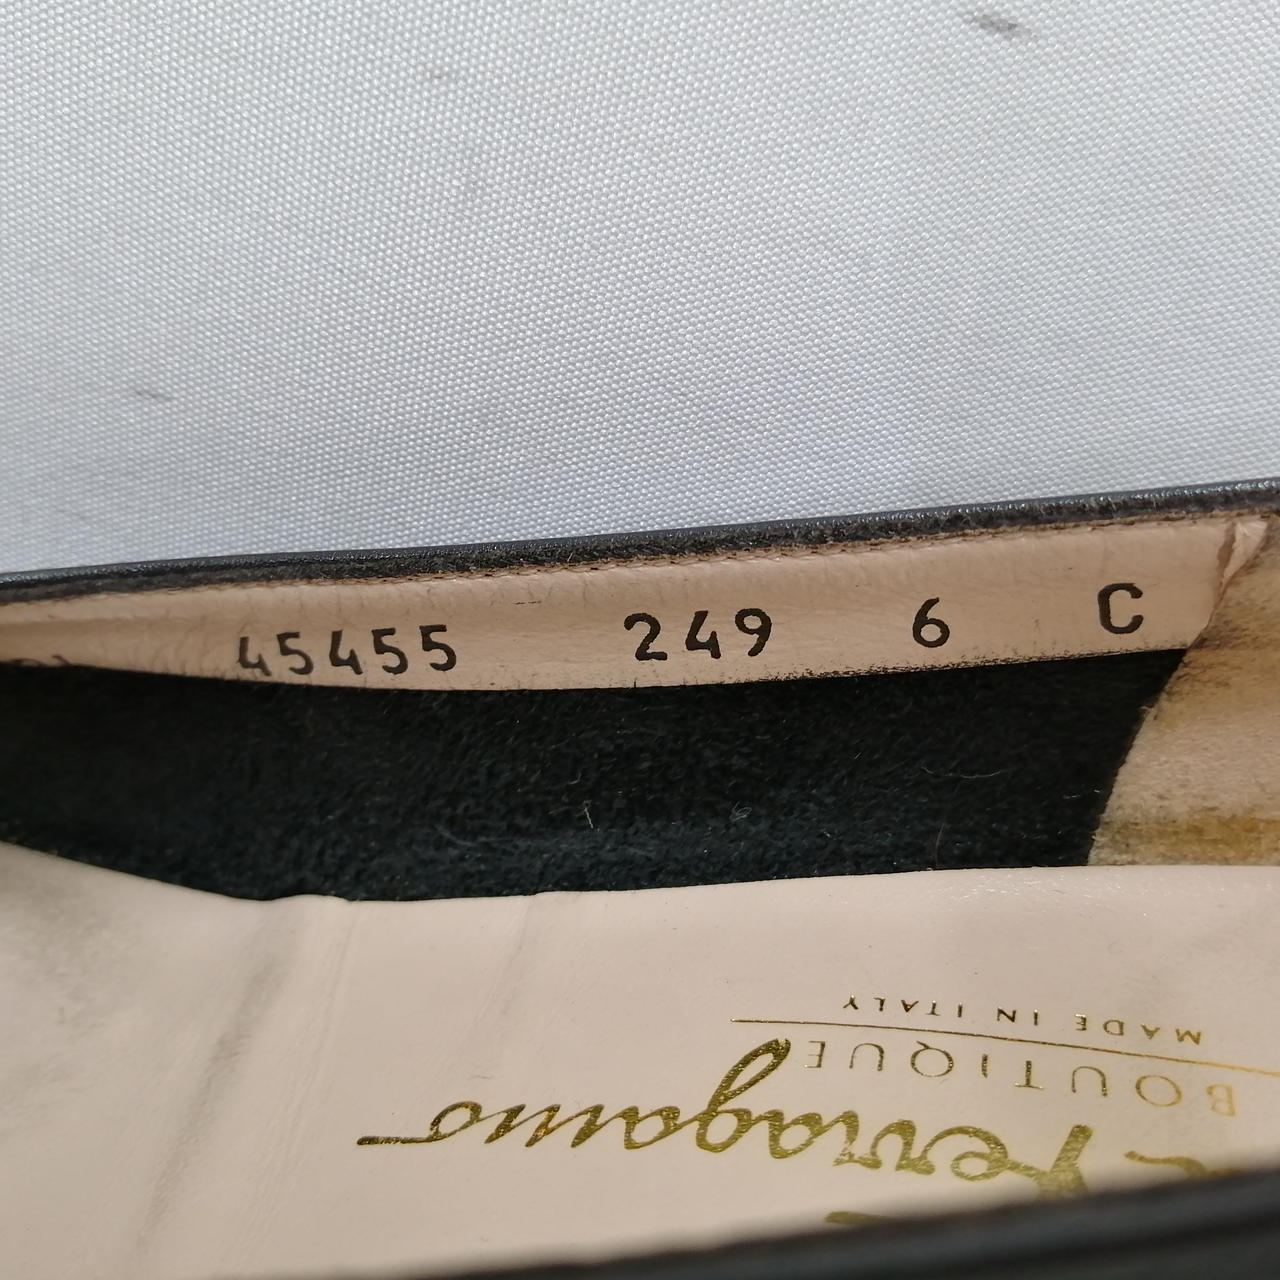 45455 249 6 C
Ferragamo
BOUTIQUE
MADE IN ITALY